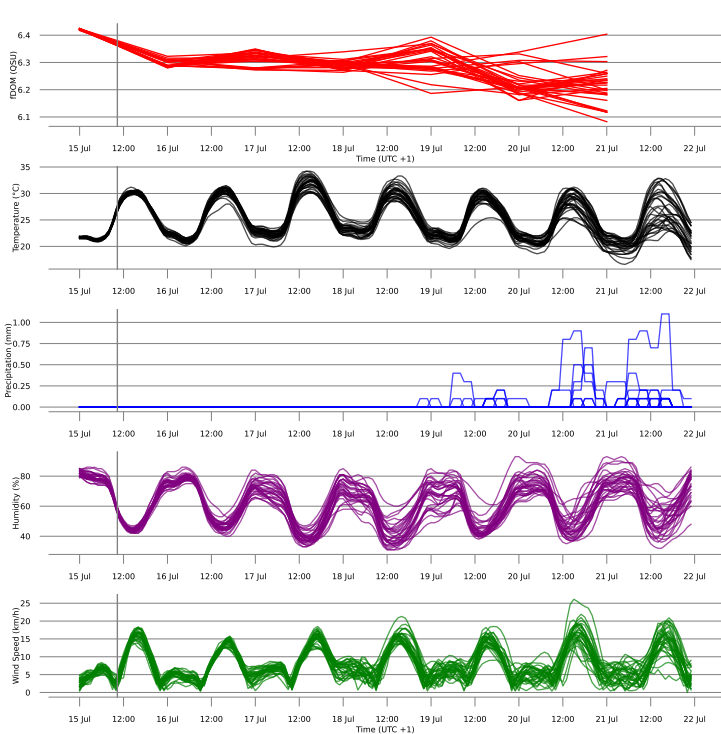 6.4
6.3
6.2
6.1
fDOM (QSU)
15 Jul 12:00 16 Jul 12:00 17 Jul 12:00 18 Jul 12:00 19 Jul 12:00 20 Jul 12:00 21 Jul 12:00 22 Jul
Time (UTC +1)
35
30
25
20
Temperature (°C)
15 Jul 12:00 16 Jul 12:00 17 Jul 12:00 18 Jul 12:00 19 Jul 12:00 20 Jul 12:00 21 Jul 12:00 22 Jul
1.00
0.75
0.50
0.25
0.00
Precipitation (mm)
15 Jul 12:00 16 Jul 12:00 17 Jul 12:00 18 Jul 12:00 19 Jul 12:00 20 Jul 12:00 21 Jul 12:00 22 Jul
80
60
40
Humidity (%)
15 Jul 12:00 16 Jul 12:00 17 Jul 12:00 18 Jul 12:00 19 Jul 12:00 20 Jul 12:00 21 Jul 12:00 22 Jul
25
20
15
10
5
0
Wind Speed (km/h)
15 Jul 12:00 16 Jul 12:00 17 Jul 12:00 18 Jul 12:00 19 Jul 12:00 20 Jul 12:00 21 Jul 12:00 22 Jul
Time (UTC +1)